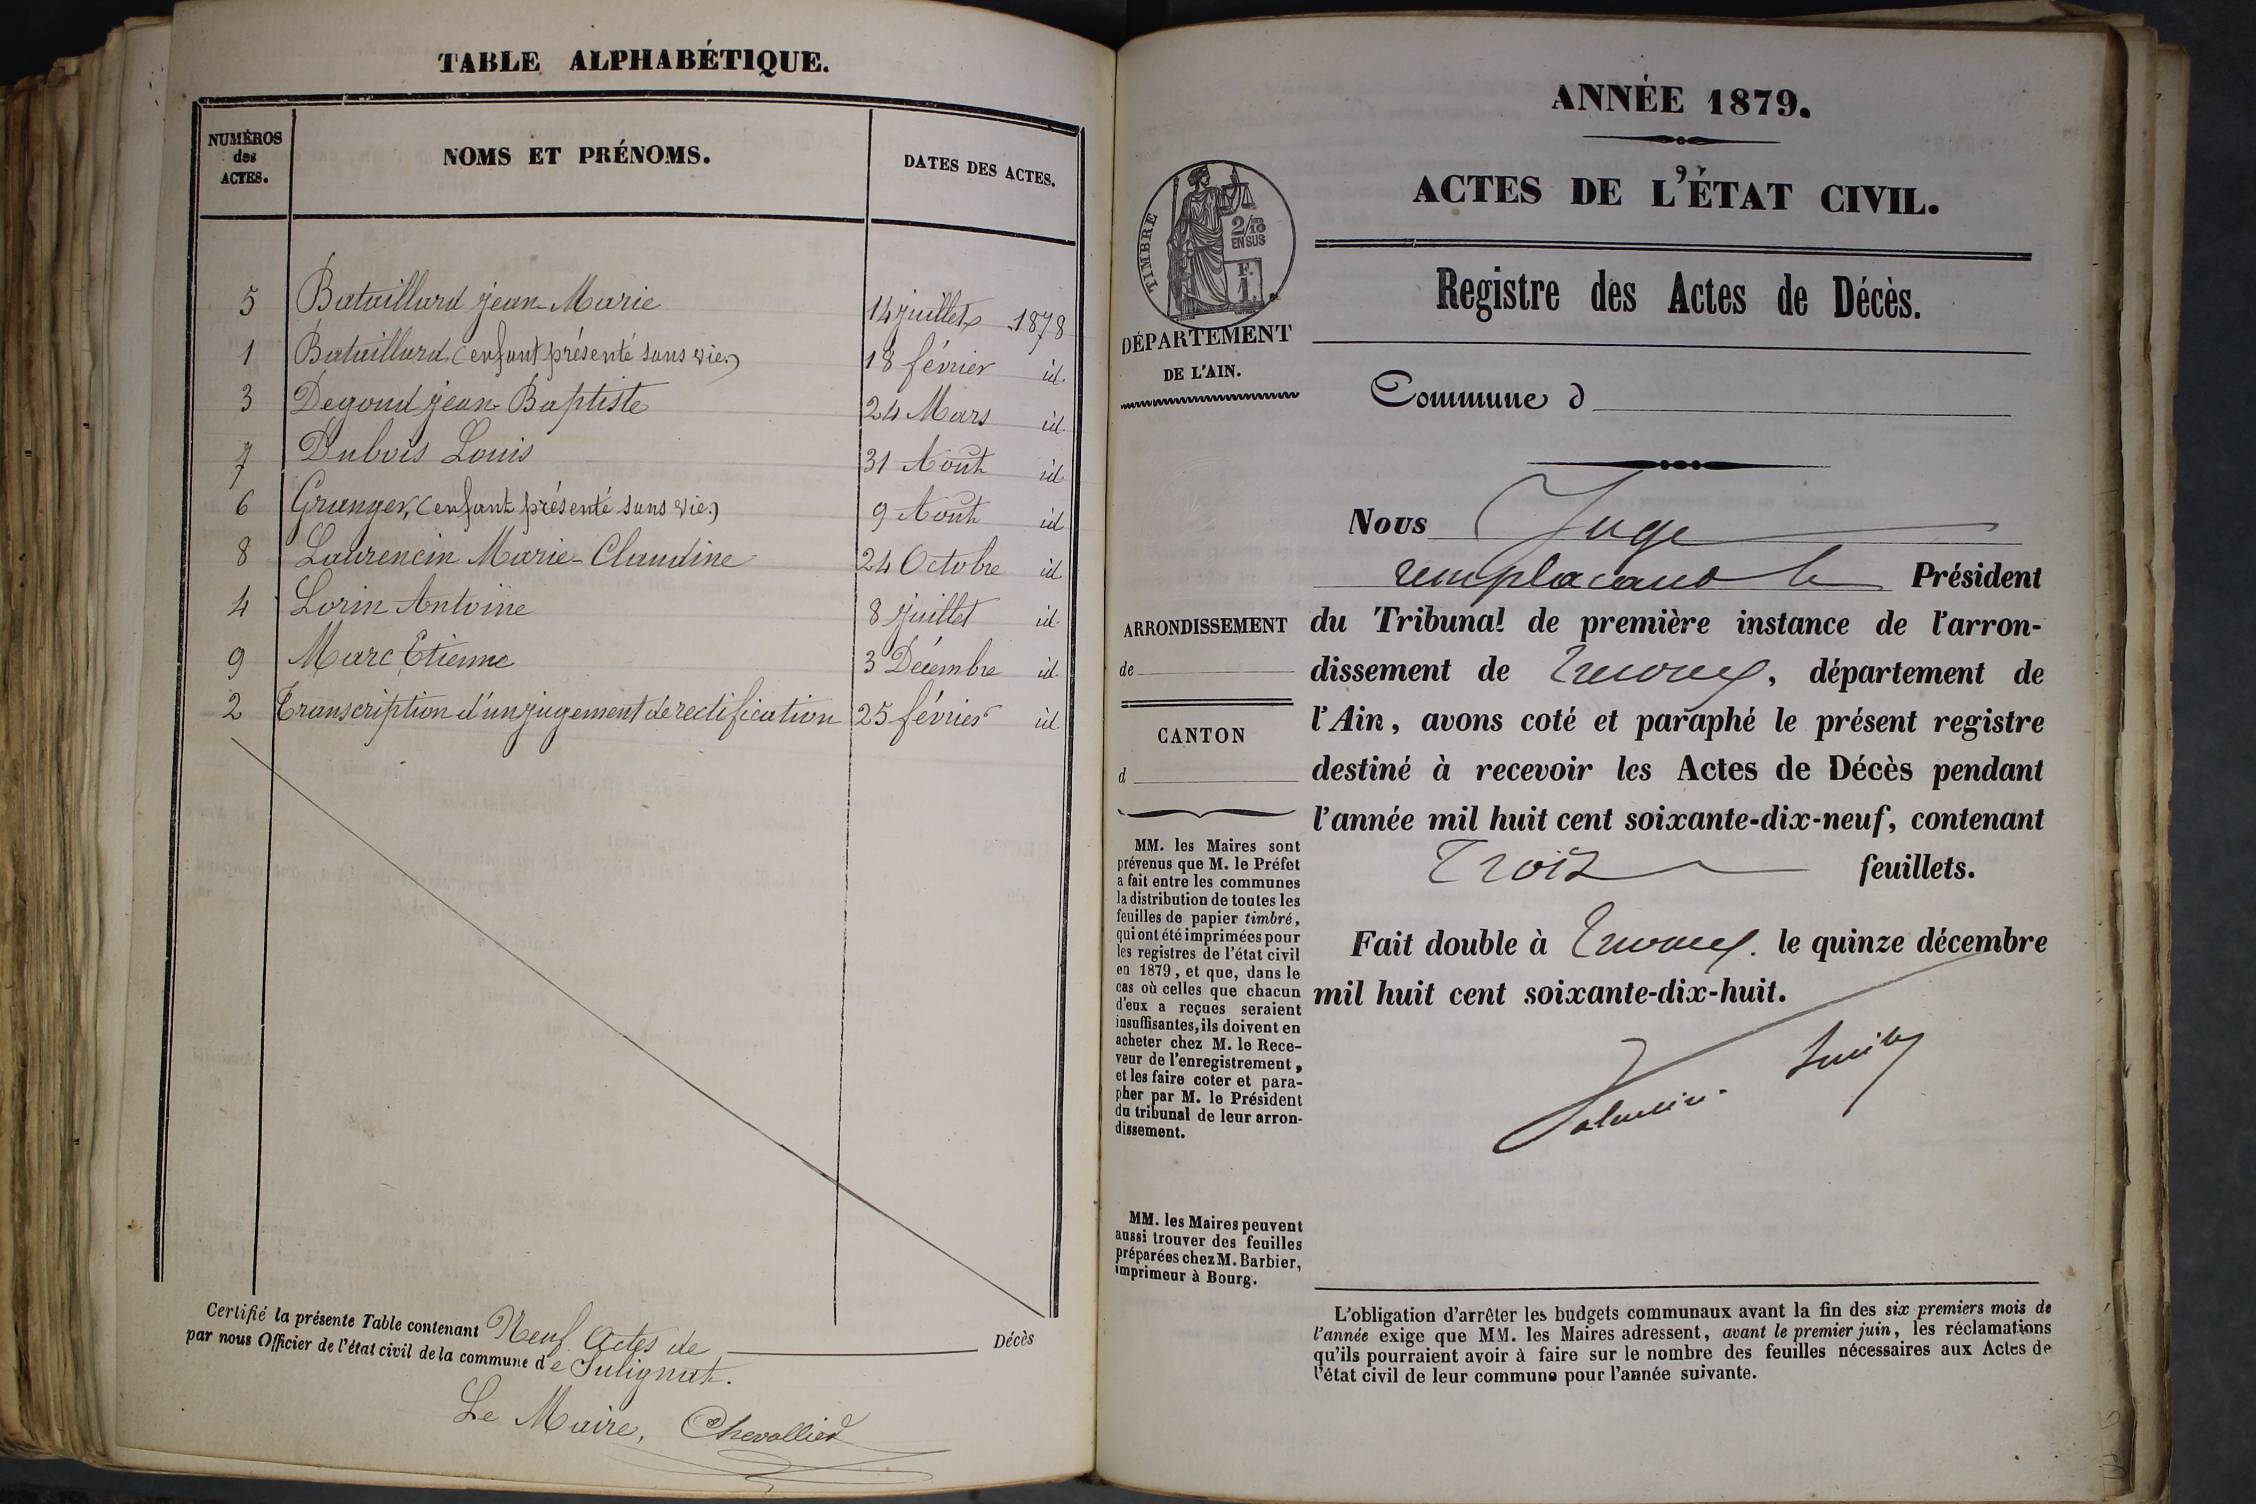 TABLE ALPHABÉTIQUE.
NUMÉROS
des
ACTES.
NOMS ET PRÉNOMS.
DATES DES ACTES.
5 Bataillard jean Marie 14 juillet 1878
1 Bataillard, (enfant présenté sans vie.) 18 février id.
3 Degoud jean Baptiste 24 Mars id.
7 Dubois Louis 31 Août id
7
6 Granger, (enfant présenté sans vie.) 9 Août id
8 Laurencin Marie-Claudine 24 Octobre id
4 Lorin Antoine 8 juillet id.
9 Marc Etienne 3 Décembre id.
2 Transcription d'un jugement de rectification 25 février id.
Certifié la présente Table contenant Neuf Actes de Décès
par nous Officier de l'état civil de la commune de Sulignat.
Le Maire, Chevallier
ANNÉE 1879.
ACTES DE L'ÉTAT CIVIL.
TIMBRE
2/10
EN SUS
F.
1.
DÉPARTEMENT
DE L'AIN.
Registre des Actes de Décès.
Commune d
Nous Juge
remplaçant le Président
du Tribunal de première instance de l'arron-
dissement de Trévoux, département de
l'Ain, avons coté et paraphé le présent registre
destiné à recevoir les Actes de Décès pendant
l'année mil huit cent soixante-dix-neuf, contenant
Trois feuillets.
Fait double à Trévoux. le quinze décembre
mil huit cent soixante-dix-huit.
ARRONDISSEMENT
de
CANTON
d
MM. les Maires sont
prévenus que M. le Préfet
a fait entre les communes
la distribution de toutes les
feuilles de papier timbré,
qui ont été imprimées pour
les registres de l'état civil
en 1879, et que, dans le
cas où celles que chacun
d'eux a reçues seraient
insuffisantes, ils doivent en
acheter chez M. le Rece-
veur de l'enregistrement,
et les faire coter et para-
pher par M. le Président
du tribunal de leur arron-
dissement.
MM. les Maires peuvent
aussi trouver des feuilles
préparées chez M. Barbier,
imprimeur à Bourg.
L'obligation d'arrêter les budgets communaux avant la fin des six premiers mois de
l'année exige que MM. les Maires adressent, avant le premier juin, les réclamations
qu'ils pourraient avoir à faire sur le nombre des feuilles nécessaires aux Actes de
l'état civil de leur commune pour l'année suivante.